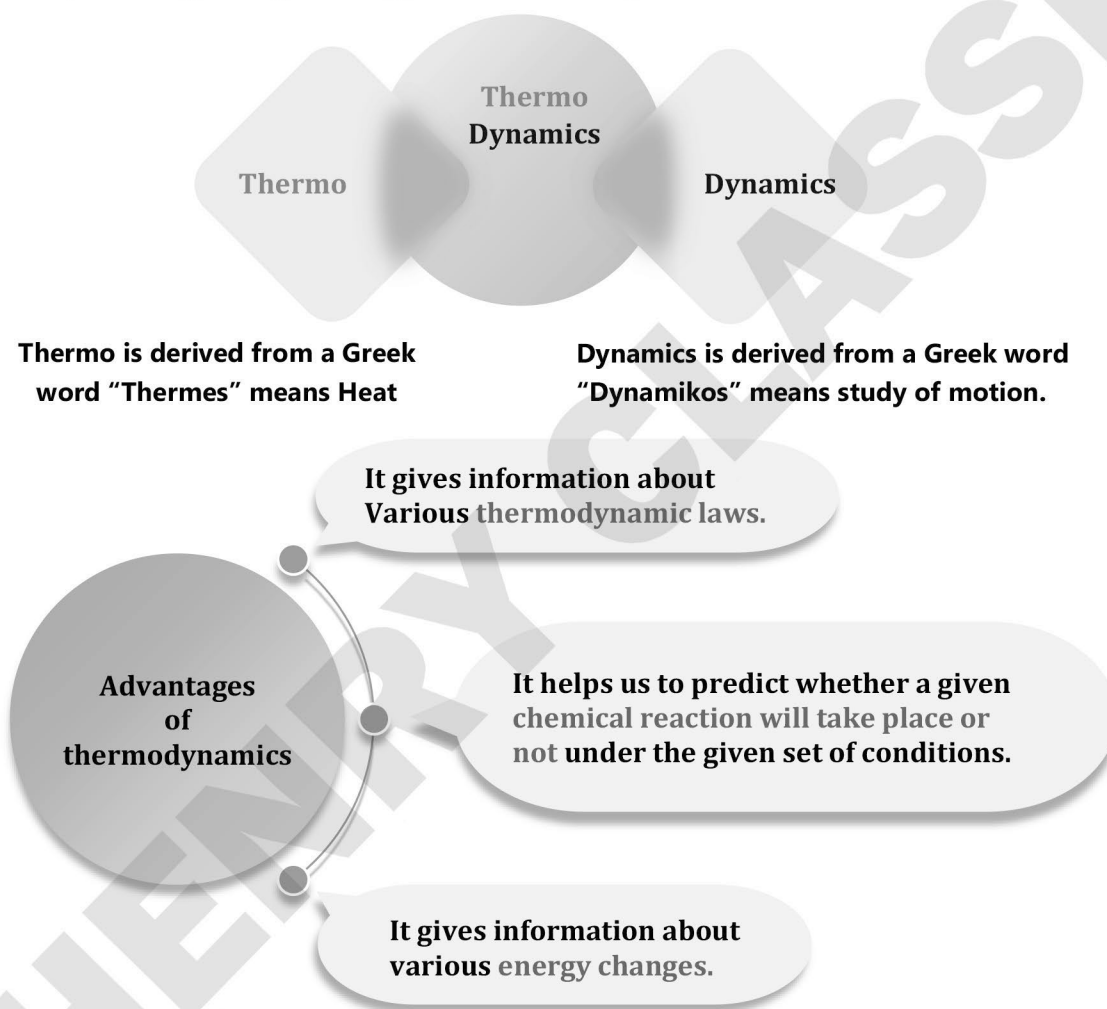 Thermo
Dynamics
Thermo
Dynamics
Thermo is derived from a Greek
word “Thermes” means Heat
Dynamics is derived from a Greek word
“Dynamikos” means study of motion.
It gives information about
Various thermodynamic laws.
Advantages
of
thermodynamics
It helps us to predict whether a given
chemical reaction will take place or
not under the given set of conditions.
It gives information about
various energy changes.
HENRY CLASS